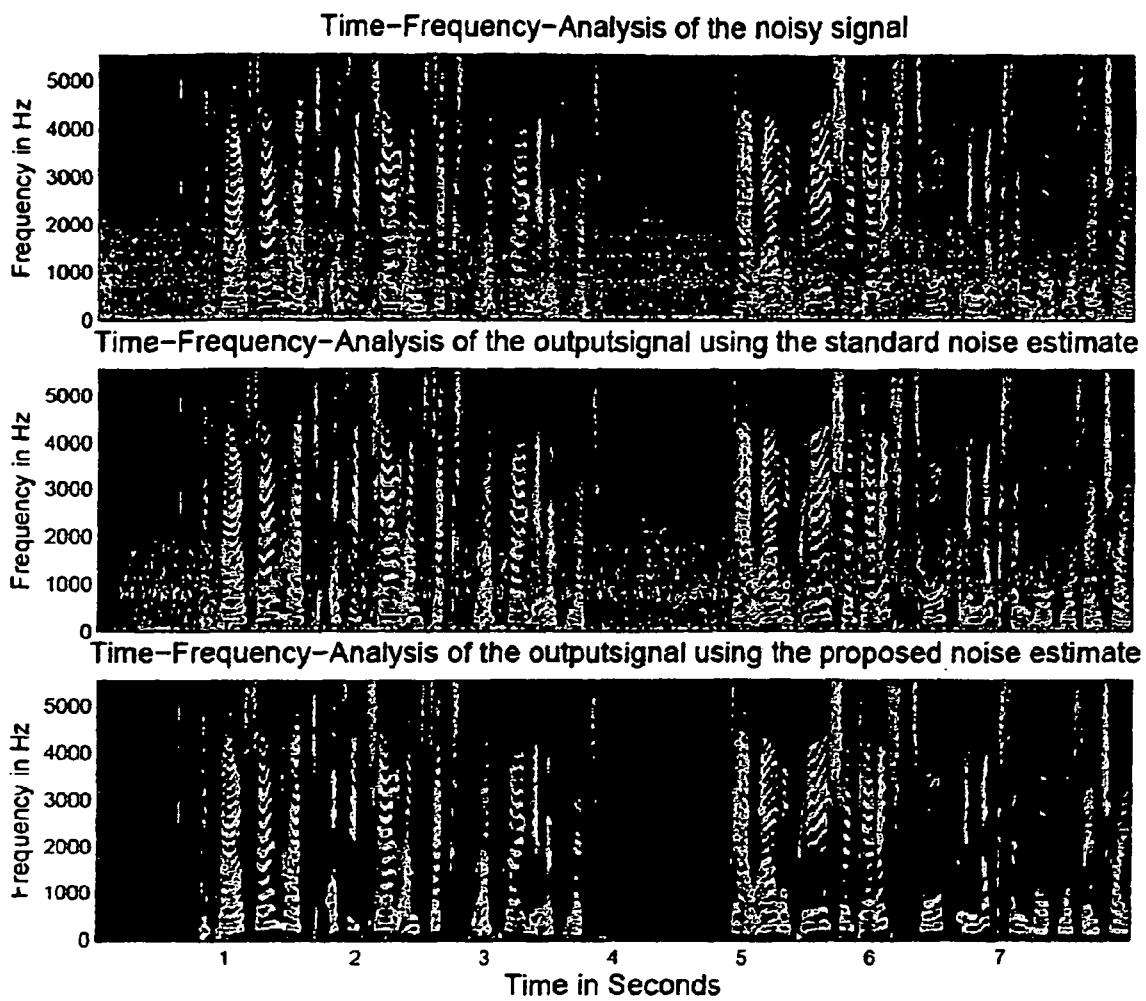 Time-Frequency-Analysis of the noisy signal
5000
4000
3000
2000
1000
0
Frequency in Hz
Time-Frequency-Analysis of the outputsignal using the standard noise estimate
5000
4000
3000
2000
1000
0
Frequency in Hz
Time-Frequency-Analysis of the outputsignal using the proposed noise estimate
5000
4000
3000
2000
1000
0
Frequency in Hz
1 2 3 4 5 6 7
Time in Seconds